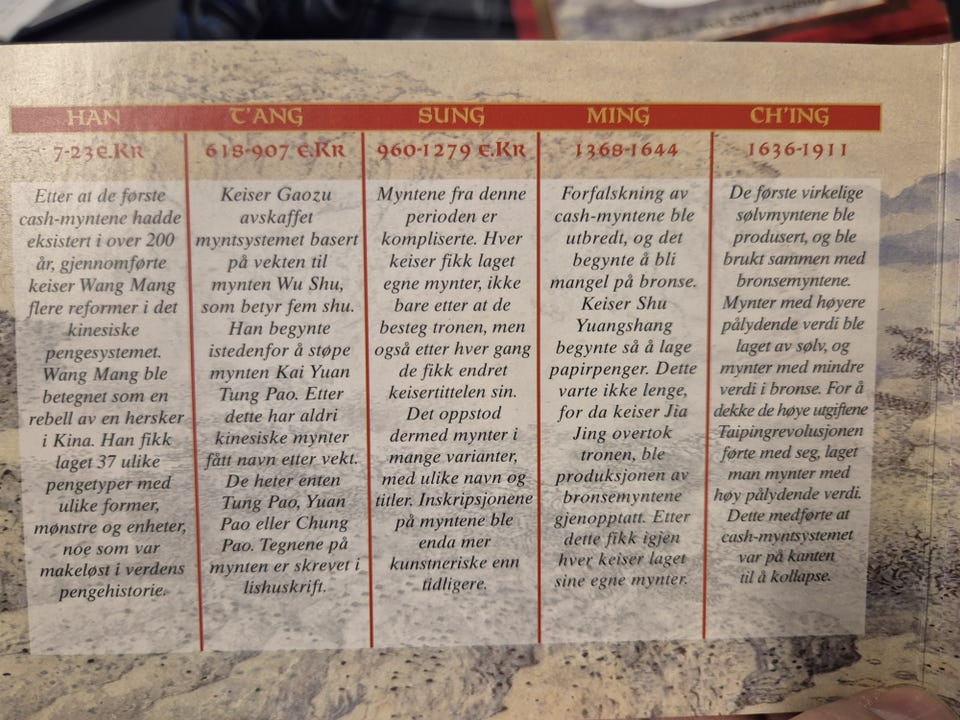 HAN
7-23 E.KR
Etter at de første
cash-myntene hadde
eksistert i over 200
år, gjennomførte
keiser Wang Mang
flere reformer i det
kinesiske
pengesystemet.
Wang Mang ble
betegnet som en
rebell av en hersker
i Kina. Han fikk
laget 37 ulike
pengetyper med
ulike former,
mønstre og enheter,
noe som var
makeløst i verdens
pengehistorie.
T'ANG
618-907 E.KR
Keiser Gaozu
avskaffet
myntsystemet basert
på vekten til
mynten Wu Shu,
som betyr fem shu.
Han begynte
istedenfor å støpe
mynten Kai Yuan
Tung Pao. Etter
dette har aldri
kinesiske mynter
fått navn etter vekt.
De heter enten
Tung Pao, Yuan
Pao eller Chung
Pao. Tegnene på
mynten er skrevet i
lishuskrift.
SUNG
960-1279 E.KR
Myntene fra denne
perioden er
kompliserte. Hver
keiser fikk laget
egne mynter, ikke
bare etter at de
besteg tronen, men
også etter hver gang
de fikk endret
keisertittelen sin.
Det oppstod
dermed mynter i
mange varianter,
med ulike navn og
titler. Inskripsjonene
på myntene ble
enda mer
kunstneriske enn
tidligere.
MING
1368-1644
Forfalskning av
cash-myntene ble
utbredt, og det
begynte å bli
mangel på bronse.
Keiser Shu
Yuangshang
begynte så å lage
papirpenger. Dette
varte ikke lenge,
for da keiser Jia
Jing overtok
tronen, ble
produksjonen av
bronsemyntene
gjenopptatt. Etter
dette fikk igjen
hver keiser laget
sine egne mynter.
CH'ING
1636-1911
De første virkelige
sølvmyntene ble
produsert, og ble
brukt sammen med
bronsemyntene.
Mynter med høyere
pålydende verdi ble
laget av sølv, og
mynter med mindre
verdi i bronse. For å
dekke de høye utgiftene
Taipingrevolusjonen
førte med seg, laget
man mynter med
høy pålydende verdi.
Dette medførte at
cash-myntsystemet
var på kanten
til å kollapse.